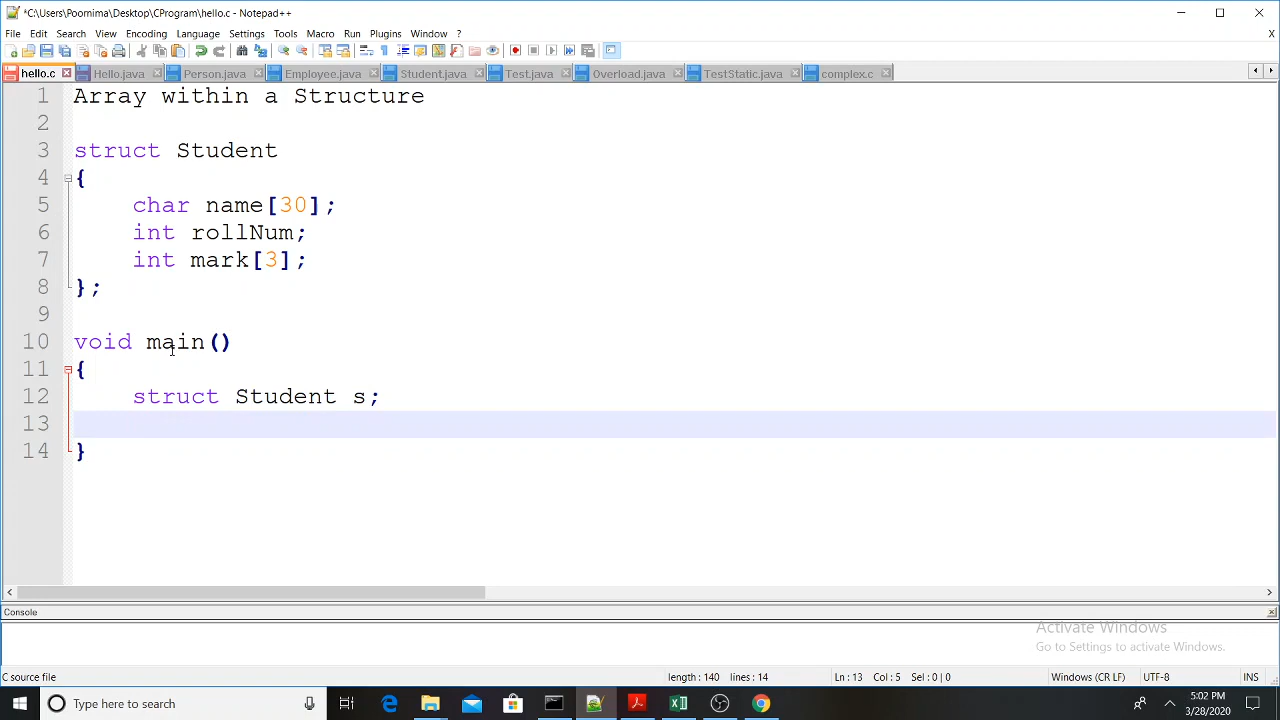 *C:\Users\Poornima\Desktop\CProgram\hello.c - Notepad++
File Edit Search View Encoding Language Settings Tools Macro Run Plugins Window ? X
hello.c Hello.java Person.java Employee.java Student.java Test.java Overload.java TestStatic.java complex.c
1 Array within a Structure
2
3 struct Student
4 {
5 char name[30];
6 int rollNum;
7 int mark[3];
8 };
9
10 void main()
11 {
12 struct Student s;
13
14 }
Console
Activate Windows
Go to Settings to activate Windows.
C source file length : 140 lines : 14 Ln : 13 Col : 5 Sel : 0 | 0 Windows (CR LF) UTF-8 INS
Type here to search
5:02 PM
3/28/2020